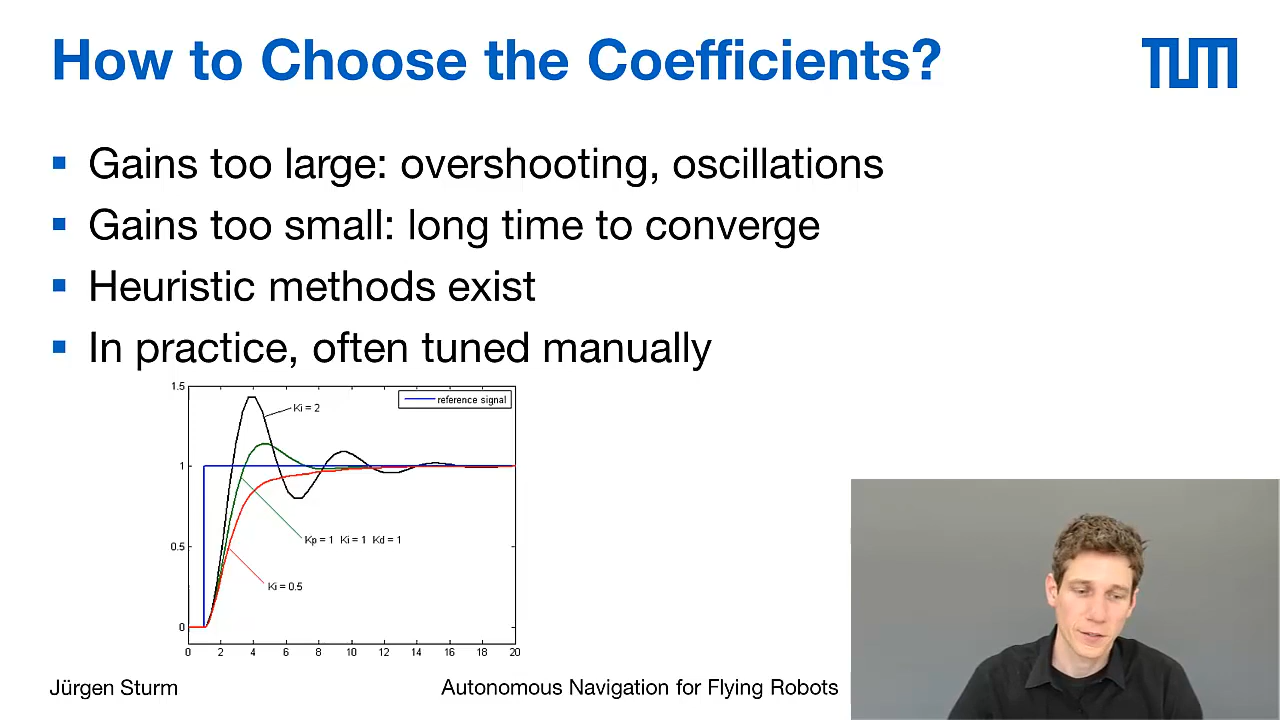 How to Choose the Coefficients?
TUM
Gains too large: overshooting, oscillations
Gains too small: long time to converge
Heuristic methods exist
In practice, often tuned manually
1.5
reference signal
Ki = 2
1
Kp = 1 Ki = 1 Kd = 1
0.5
Ki = 0.5
0
0 2 4 6 8 10 12 14 16 18 20
Jürgen Sturm
Autonomous Navigation for Flying Robots